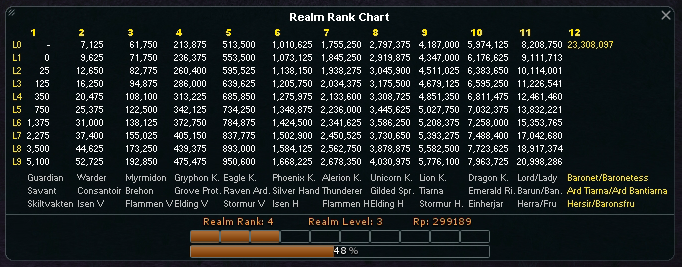 Realm Rank Chart
1 2 3 4 5 6 7 8 9 10 11 12
L0 - 7,125 61,750 213,875 513,500 1,010,625 1,755,250 2,797,375 4,187,000 5,974,125 8,208,750 23,308,097
L1 0 9,625 71,750 236,375 553,500 1,073,125 1,845,250 2,919,875 4,347,000 6,176,625 9,111,713
L2 25 12,650 82,775 260,400 595,525 1,138,150 1,938,275 3,045,900 4,511,025 6,383,650 10,114,001
L3 125 16,250 94,875 286,000 639,625 1,205,750 2,034,375 3,175,500 4,679,125 6,595,250 11,226,541
L4 350 20,475 108,100 313,225 685,850 1,275,975 2,133,600 3,308,725 4,851,350 6,811,475 12,461,460
L5 750 25,375 122,500 342,125 734,250 1,348,875 2,236,000 3,445,625 5,027,750 7,032,375 13,832,221
L6 1,375 31,000 138,125 372,750 784,875 1,424,500 2,341,625 3,586,250 5,208,375 7,258,000 15,353,765
L7 2,275 37,400 155,025 405,150 837,775 1,502,900 2,450,525 3,730,650 5,393,275 7,488,400 17,042,680
L8 3,500 44,625 173,250 439,375 893,000 1,584,125 2,562,750 3,878,875 5,582,500 7,723,625 18,917,374
L9 5,100 52,725 192,850 475,475 950,600 1,668,225 2,678,350 4,030,975 5,776,100 7,963,725 20,998,286
Guardian Warder Myrmidon Gryphon K. Eagle K. Phoenix K. Alerion K. Unicorn K. Lion K. Dragon K. Lord/Lady Baronet/Baronetess
Savant Consantoir Brehon Grove Prot. Raven Ard. Silver Hand Thunderer Gilded Spr. Tiarna Emerald Ri. Barun/Ban. Ard Tiarna/Ard Bantiarna
Skiltvakten Isen V Flammen V Elding V Stormur V. Isen H Flammen H Elding H Stormur H. Einherjar Herra/Fru Hersir/Baronsfru
Realm Rank: 4 Realm Level: 3 Rp: 299189
48 %